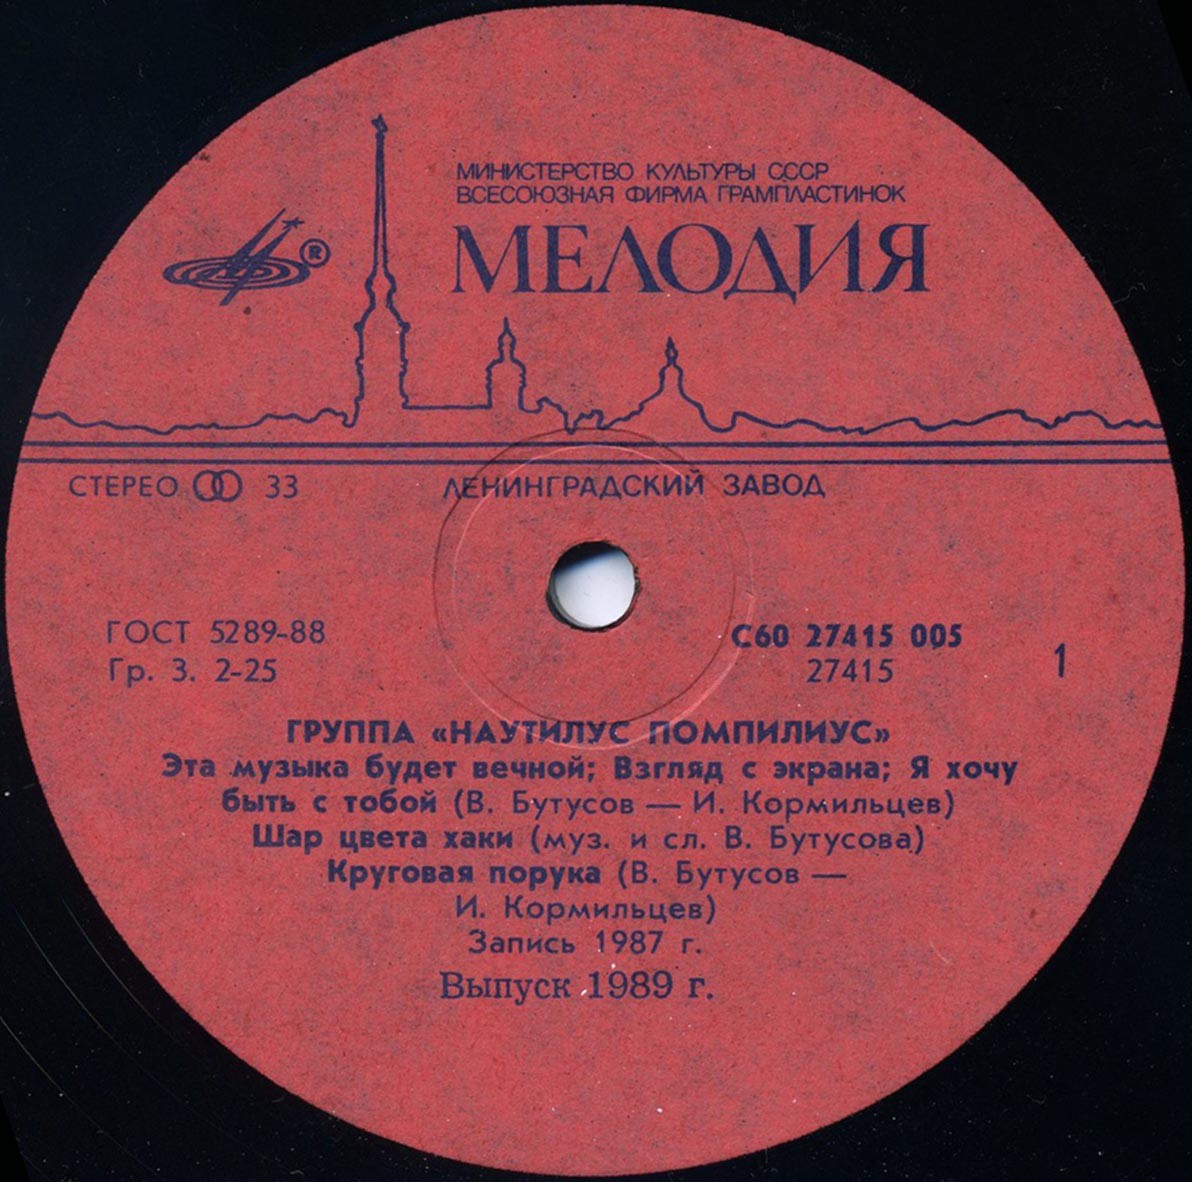 МИНИСТЕРСТВО КУЛЬТУРЫ СССР
ВСЕСОЮЗНАЯ ФИРМА ГРАМПЛАСТИНОК
МЕЛОДИЯ
®
СТЕРЕО 33
ЛЕНИНГРАДСКИЙ ЗАВОД
ГОСТ 5289-88
Гр. 3. 2-25
С60 27415 005
27415
1
ГРУППА «НАУТИЛУС ПОМПИЛИУС»
Эта музыка будет вечной; Взгляд с экрана; Я хочу
быть с тобой (В. Бутусов — И. Кормильцев)
Шар цвета хаки (муз. и сл. В. Бутусова)
Круговая порука (В. Бутусов —
И. Кормильцев)
Запись 1987 г.
Выпуск 1989 г.